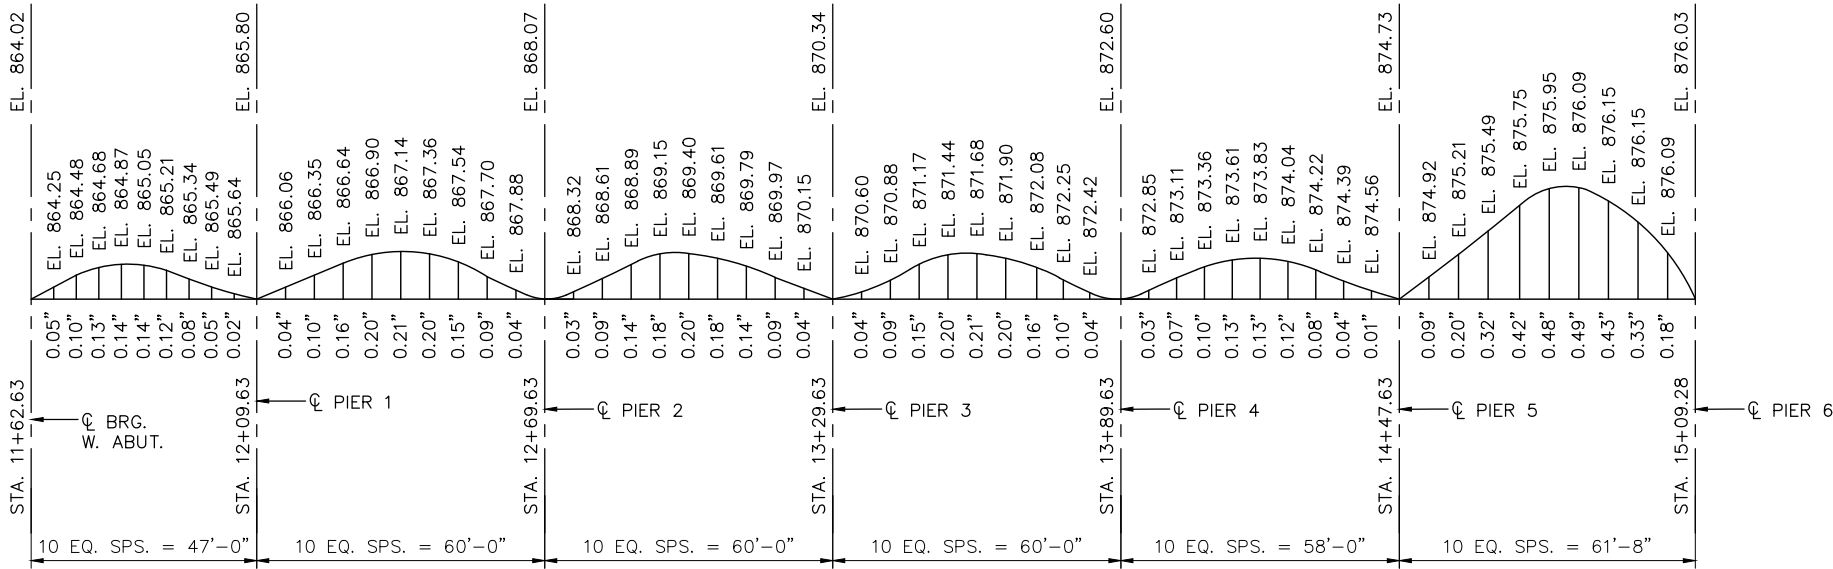 EL. 864.02
EL. 865.80
EL. 868.07
EL. 870.34
EL. 872.60
EL. 874.73
EL. 876.03
EL. 864.25
EL. 864.48
EL. 864.68
EL. 864.87
EL. 865.05
EL. 865.21
EL. 865.34
EL. 865.49
EL. 865.64
EL. 866.06
EL. 866.35
EL. 866.64
EL. 866.90
EL. 867.14
EL. 867.36
EL. 867.54
EL. 867.70
EL. 867.88
EL. 868.32
EL. 868.61
EL. 868.89
EL. 869.15
EL. 869.40
EL. 869.61
EL. 869.79
EL. 869.97
EL. 870.15
EL. 870.60
EL. 870.88
EL. 871.17
EL. 871.44
EL. 871.68
EL. 871.90
EL. 872.08
EL. 872.25
EL. 872.42
EL. 872.85
EL. 873.11
EL. 873.36
EL. 873.61
EL. 873.83
EL. 874.04
EL. 874.22
EL. 874.39
EL. 874.56
EL. 874.92
EL. 875.21
EL. 875.49
EL. 875.75
EL. 875.95
EL. 876.09
EL. 876.15
EL. 876.15
EL. 876.09
0.05"
0.10"
0.13"
0.14"
0.14"
0.12"
0.08"
0.05"
0.02"
0.04"
0.10"
0.16"
0.20"
0.21"
0.20"
0.15"
0.09"
0.04"
0.03"
0.09"
0.14"
0.18"
0.20"
0.18"
0.14"
0.09"
0.04"
0.04"
0.09"
0.15"
0.20"
0.21"
0.20"
0.16"
0.10"
0.04"
0.03"
0.07"
0.10"
0.13"
0.13"
0.12"
0.08"
0.04"
0.01"
0.09"
0.20"
0.32"
0.42"
0.48"
0.49"
0.43"
0.33"
0.18"
STA. 11+62.63
STA. 12+09.63
STA. 12+69.63
STA. 13+29.63
STA. 13+89.63
STA. 14+47.63
STA. 15+09.28
℄ BRG.
W. ABUT.
℄ PIER 1
℄ PIER 2
℄ PIER 3
℄ PIER 4
℄ PIER 5
℄ PIER 6
10 EQ. SPS. = 47'-0"
10 EQ. SPS. = 60'-0"
10 EQ. SPS. = 60'-0"
10 EQ. SPS. = 60'-0"
10 EQ. SPS. = 58'-0"
10 EQ. SPS. = 61'-8"